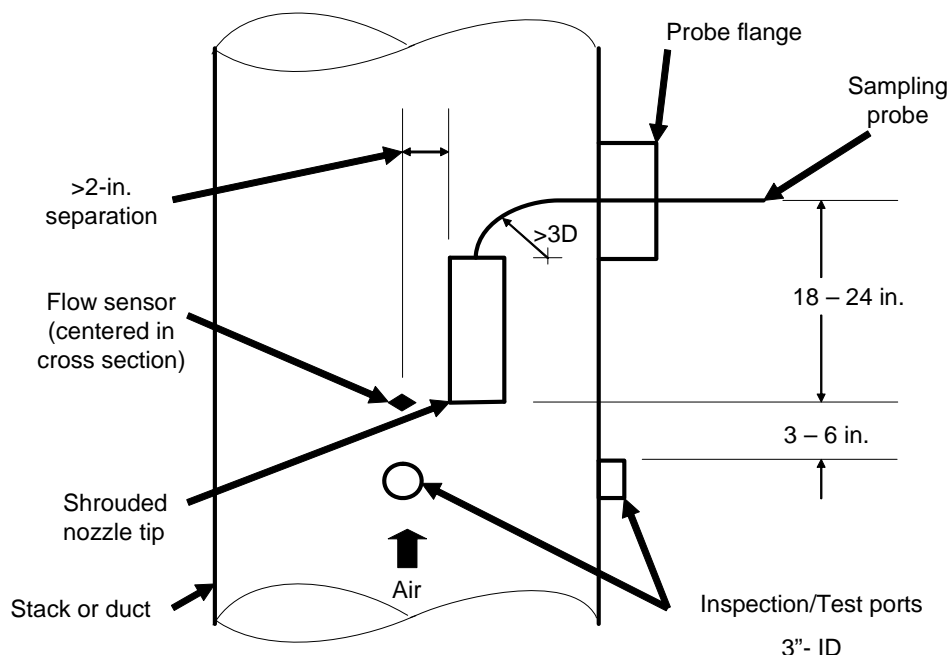 Probe flange
Sampling
probe
>2-in.
separation
>3D
18 – 24 in.
Flow sensor
(centered in
cross section)
3 – 6 in.
Shrouded
nozzle tip
Air
Stack or duct
Inspection/Test ports
3”- ID